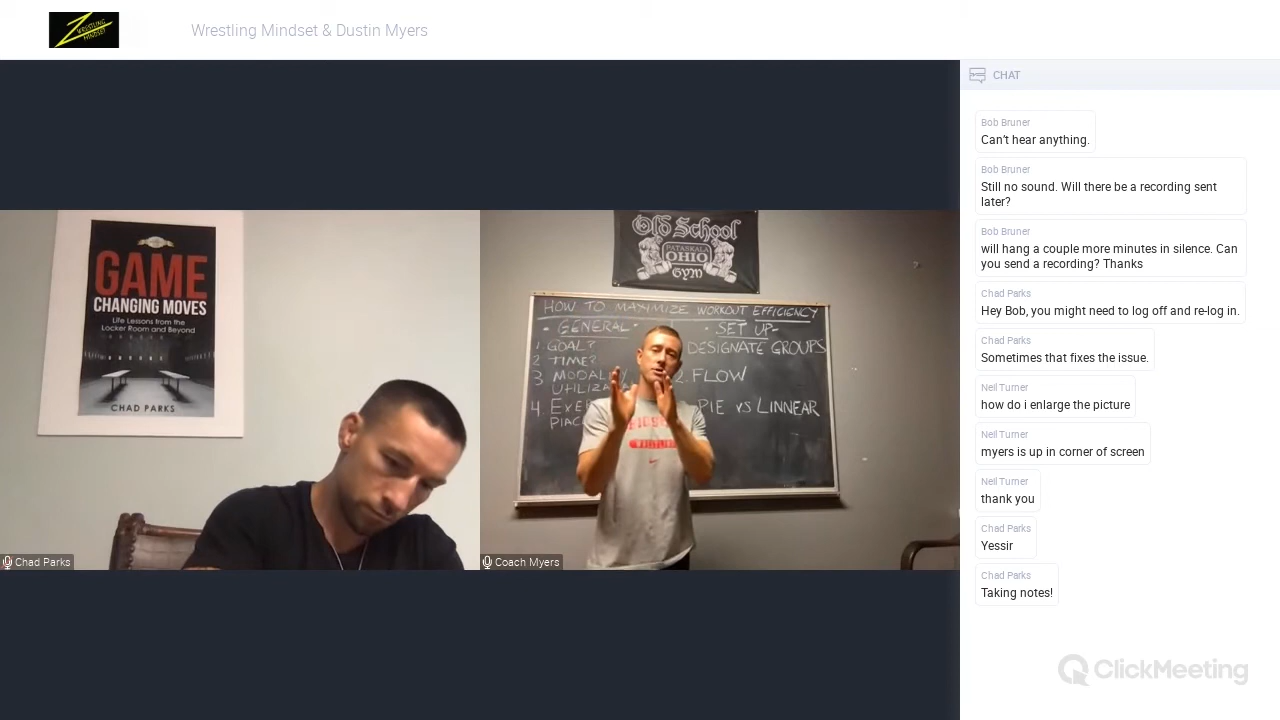 WRESTLING
MINDSET
Wrestling Mindset & Dustin Myers
CHAT
Bob Bruner
Can't hear anything.
Bob Bruner
Still no sound. Will there be a recording sent
later?
Bob Bruner
will hang a couple more minutes in silence. Can
you send a recording? Thanks
Chad Parks
Hey Bob, you might need to log off and re-log in.
Chad Parks
Sometimes that fixes the issue.
Neil Turner
how do i enlarge the picture
Neil Turner
myers is up in corner of screen
Neil Turner
thank you
Chad Parks
Yessir
Chad Parks
Taking notes!
ClickMeeting
GAME
CHANGING MOVES
Life Lessons from the
Locker Room and Beyond
CHAD PARKS
Chad Parks
Old School
PATASKALA
OHIO
GYM
HOW TO MAXIMIZE WORKOUT EFFICIENCY
- GENERAL -
1 GOAL?
2 TIME?
3 MODAL
UTILIZA
4. EXER
PLAC
- SET UP-
DESIGNATE GROUPS
2. FLOW
PIE vs LINNEAR
Coach Myers